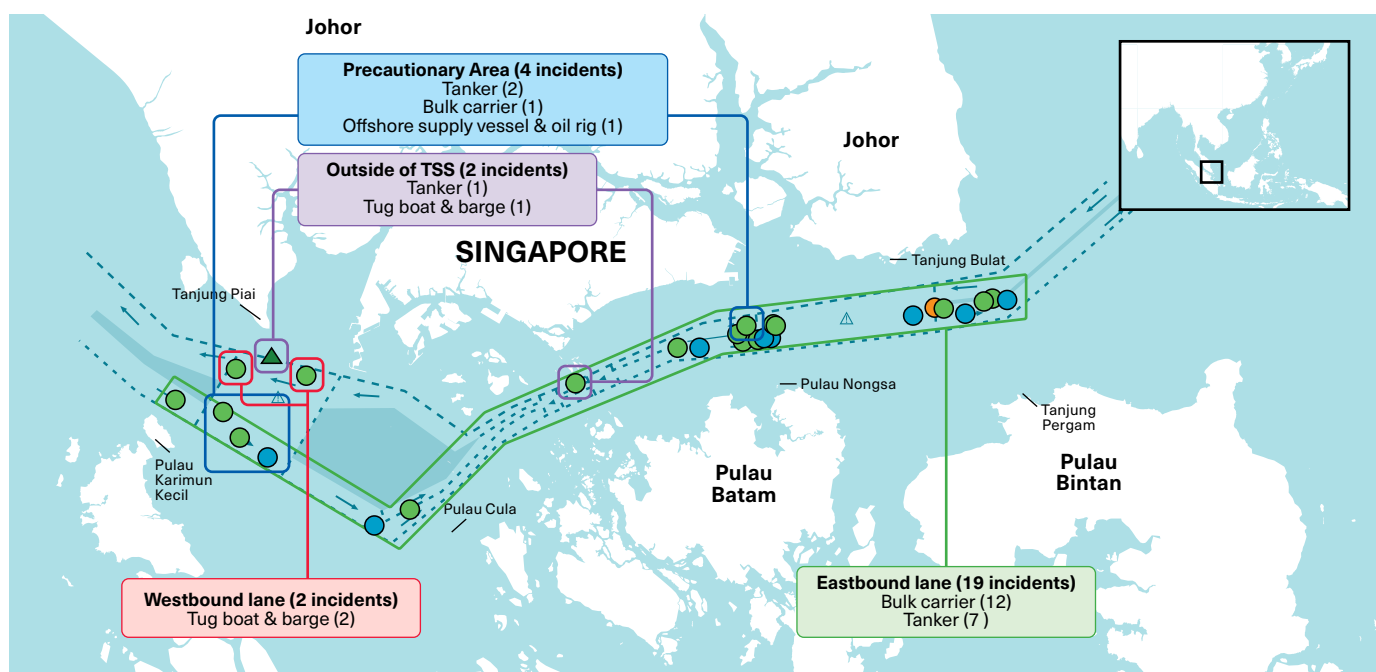 Johor
Precautionary Area (4 incidents)
Tanker (2)
Bulk carrier (1)
Offshore supply vessel & oil rig (1)
Johor
Outside of TSS (2 incidents)
Tanker (1)
Tug boat & barge (1)
SINGAPORE
Tanjung Bulat
Tanjung Piai
Pulau Nongsa
Tanjung
Pergam
Pulau
Karimun
Kecil
Pulau
Batam
Pulau
Bintan
Pulau Cula
Westbound lane (2 incidents)
Tug boat & barge (2)
Eastbound lane (19 incidents)
Bulk carrier (12)
Tanker (7 )